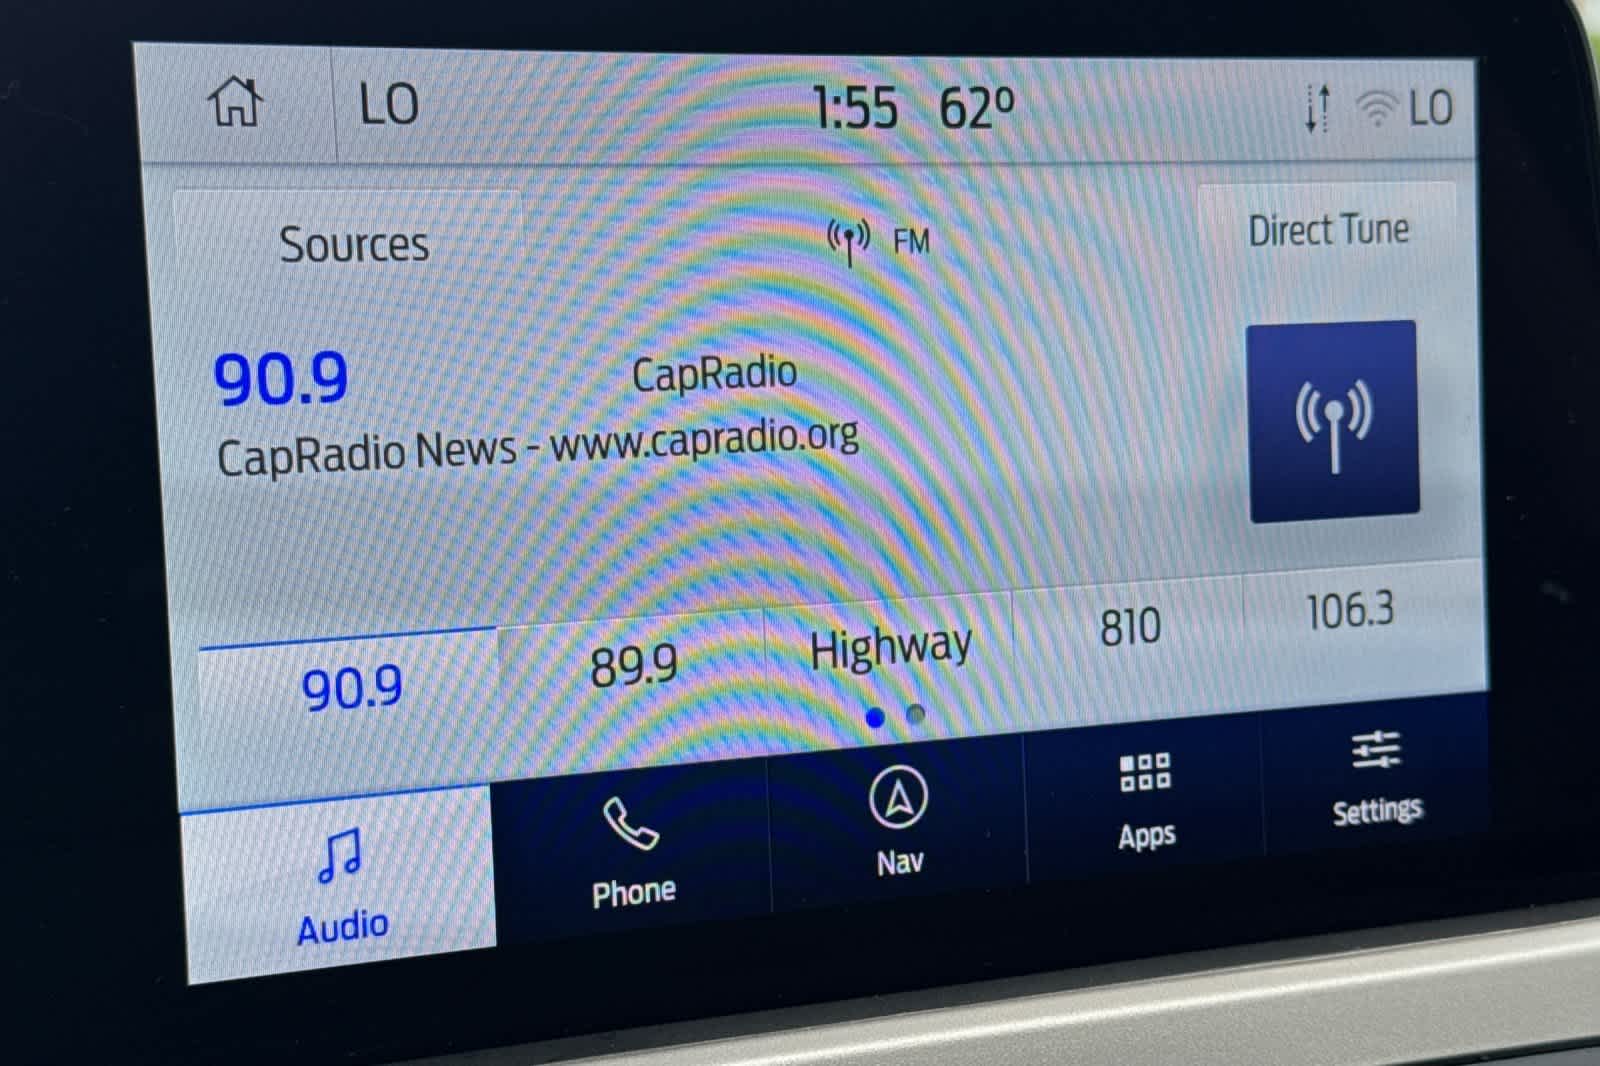 LO 1:55 62º LO
Sources FM Direct Tune
90.9 CapRadio
CapRadio News - www.capradio.org
90.9 89.9 Highway 810 106.3
Audio Phone Nav Apps Settings